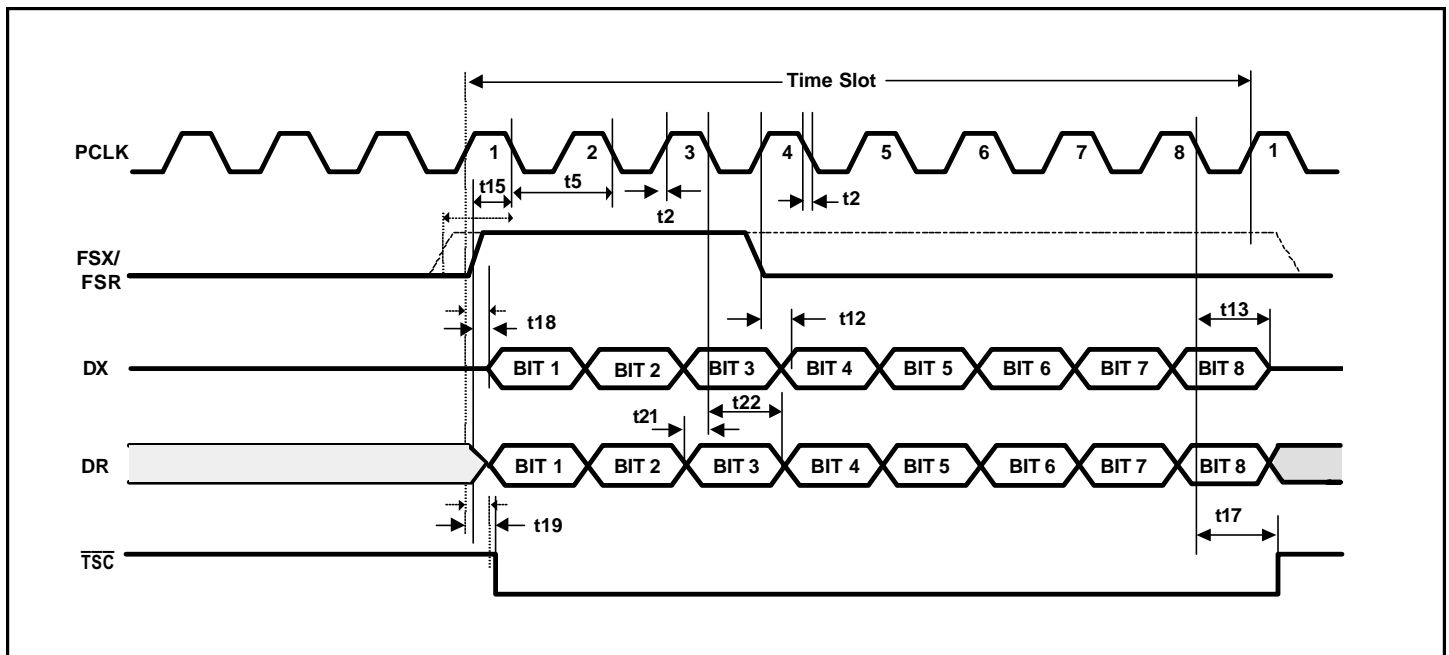 Time Slot
PCLK 1 2 3 4 5 6 7 8 1
t15 t5 t2 t2
FSX/
FSR
t18 t12 t13
DX BIT 1 BIT 2 BIT 3 BIT 4 BIT 5 BIT 6 BIT 7 BIT 8
t21 t22
DR BIT 1 BIT 2 BIT 3 BIT 4 BIT 5 BIT 6 BIT 7 BIT 8
t19 t17
TSC